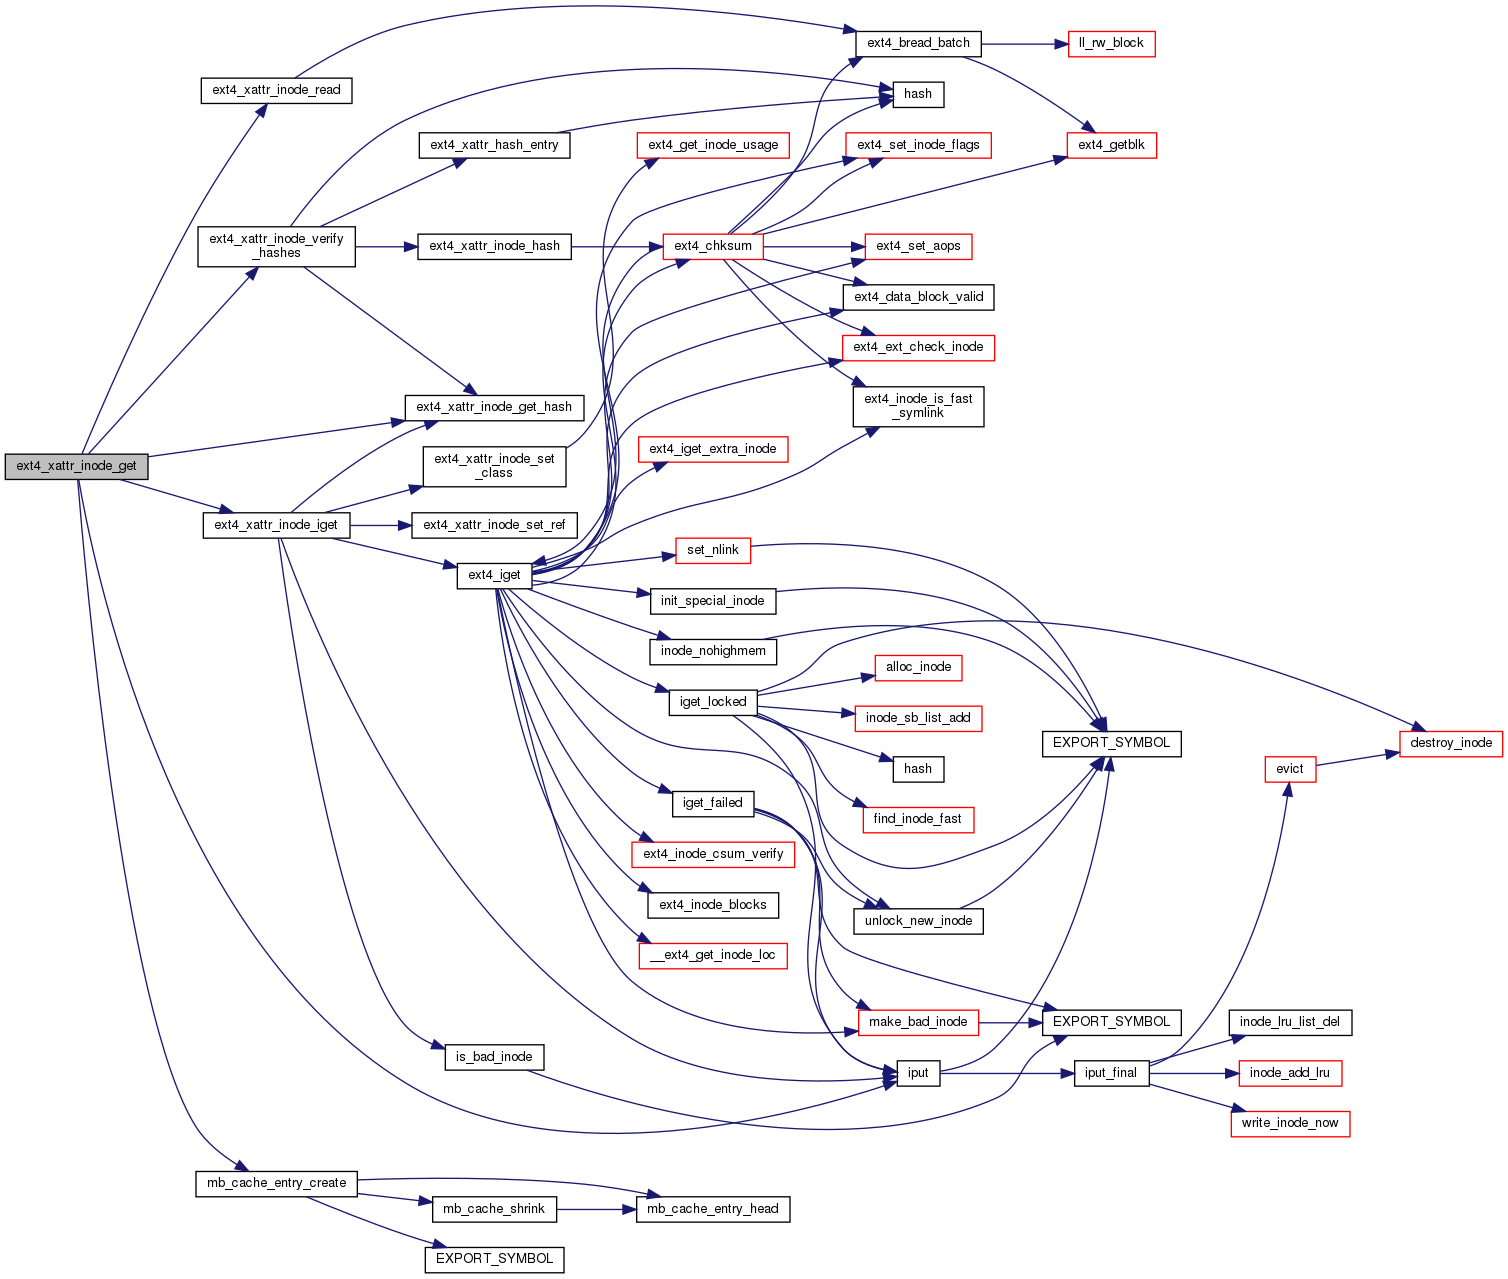 ext4_bread_batch
ll_rw_block
ext4_xattr_inode_read
hash
ext4_xattr_hash_entry
ext4_get_inode_usage
ext4_set_inode_flags
ext4_getblk
ext4_xattr_inode_verify
_hashes
ext4_xattr_inode_hash
ext4_chksum
ext4_set_aops
ext4_data_block_valid
ext4_ext_check_inode
ext4_xattr_inode_get_hash
ext4_inode_is_fast
_symlink
ext4_xattr_inode_get
ext4_xattr_inode_set
_class
ext4_iget_extra_inode
ext4_xattr_inode_iget
ext4_xattr_inode_set_ref
set_nlink
ext4_iget
init_special_inode
inode_nohighmem
alloc_inode
iget_locked
inode_sb_list_add
EXPORT_SYMBOL
destroy_inode
hash
evict
iget_failed
find_inode_fast
ext4_inode_csum_verify
ext4_inode_blocks
unlock_new_inode
__ext4_get_inode_loc
make_bad_inode
EXPORT_SYMBOL
inode_lru_list_del
is_bad_inode
iput
iput_final
inode_add_lru
write_inode_now
mb_cache_entry_create
mb_cache_shrink
mb_cache_entry_head
EXPORT_SYMBOL